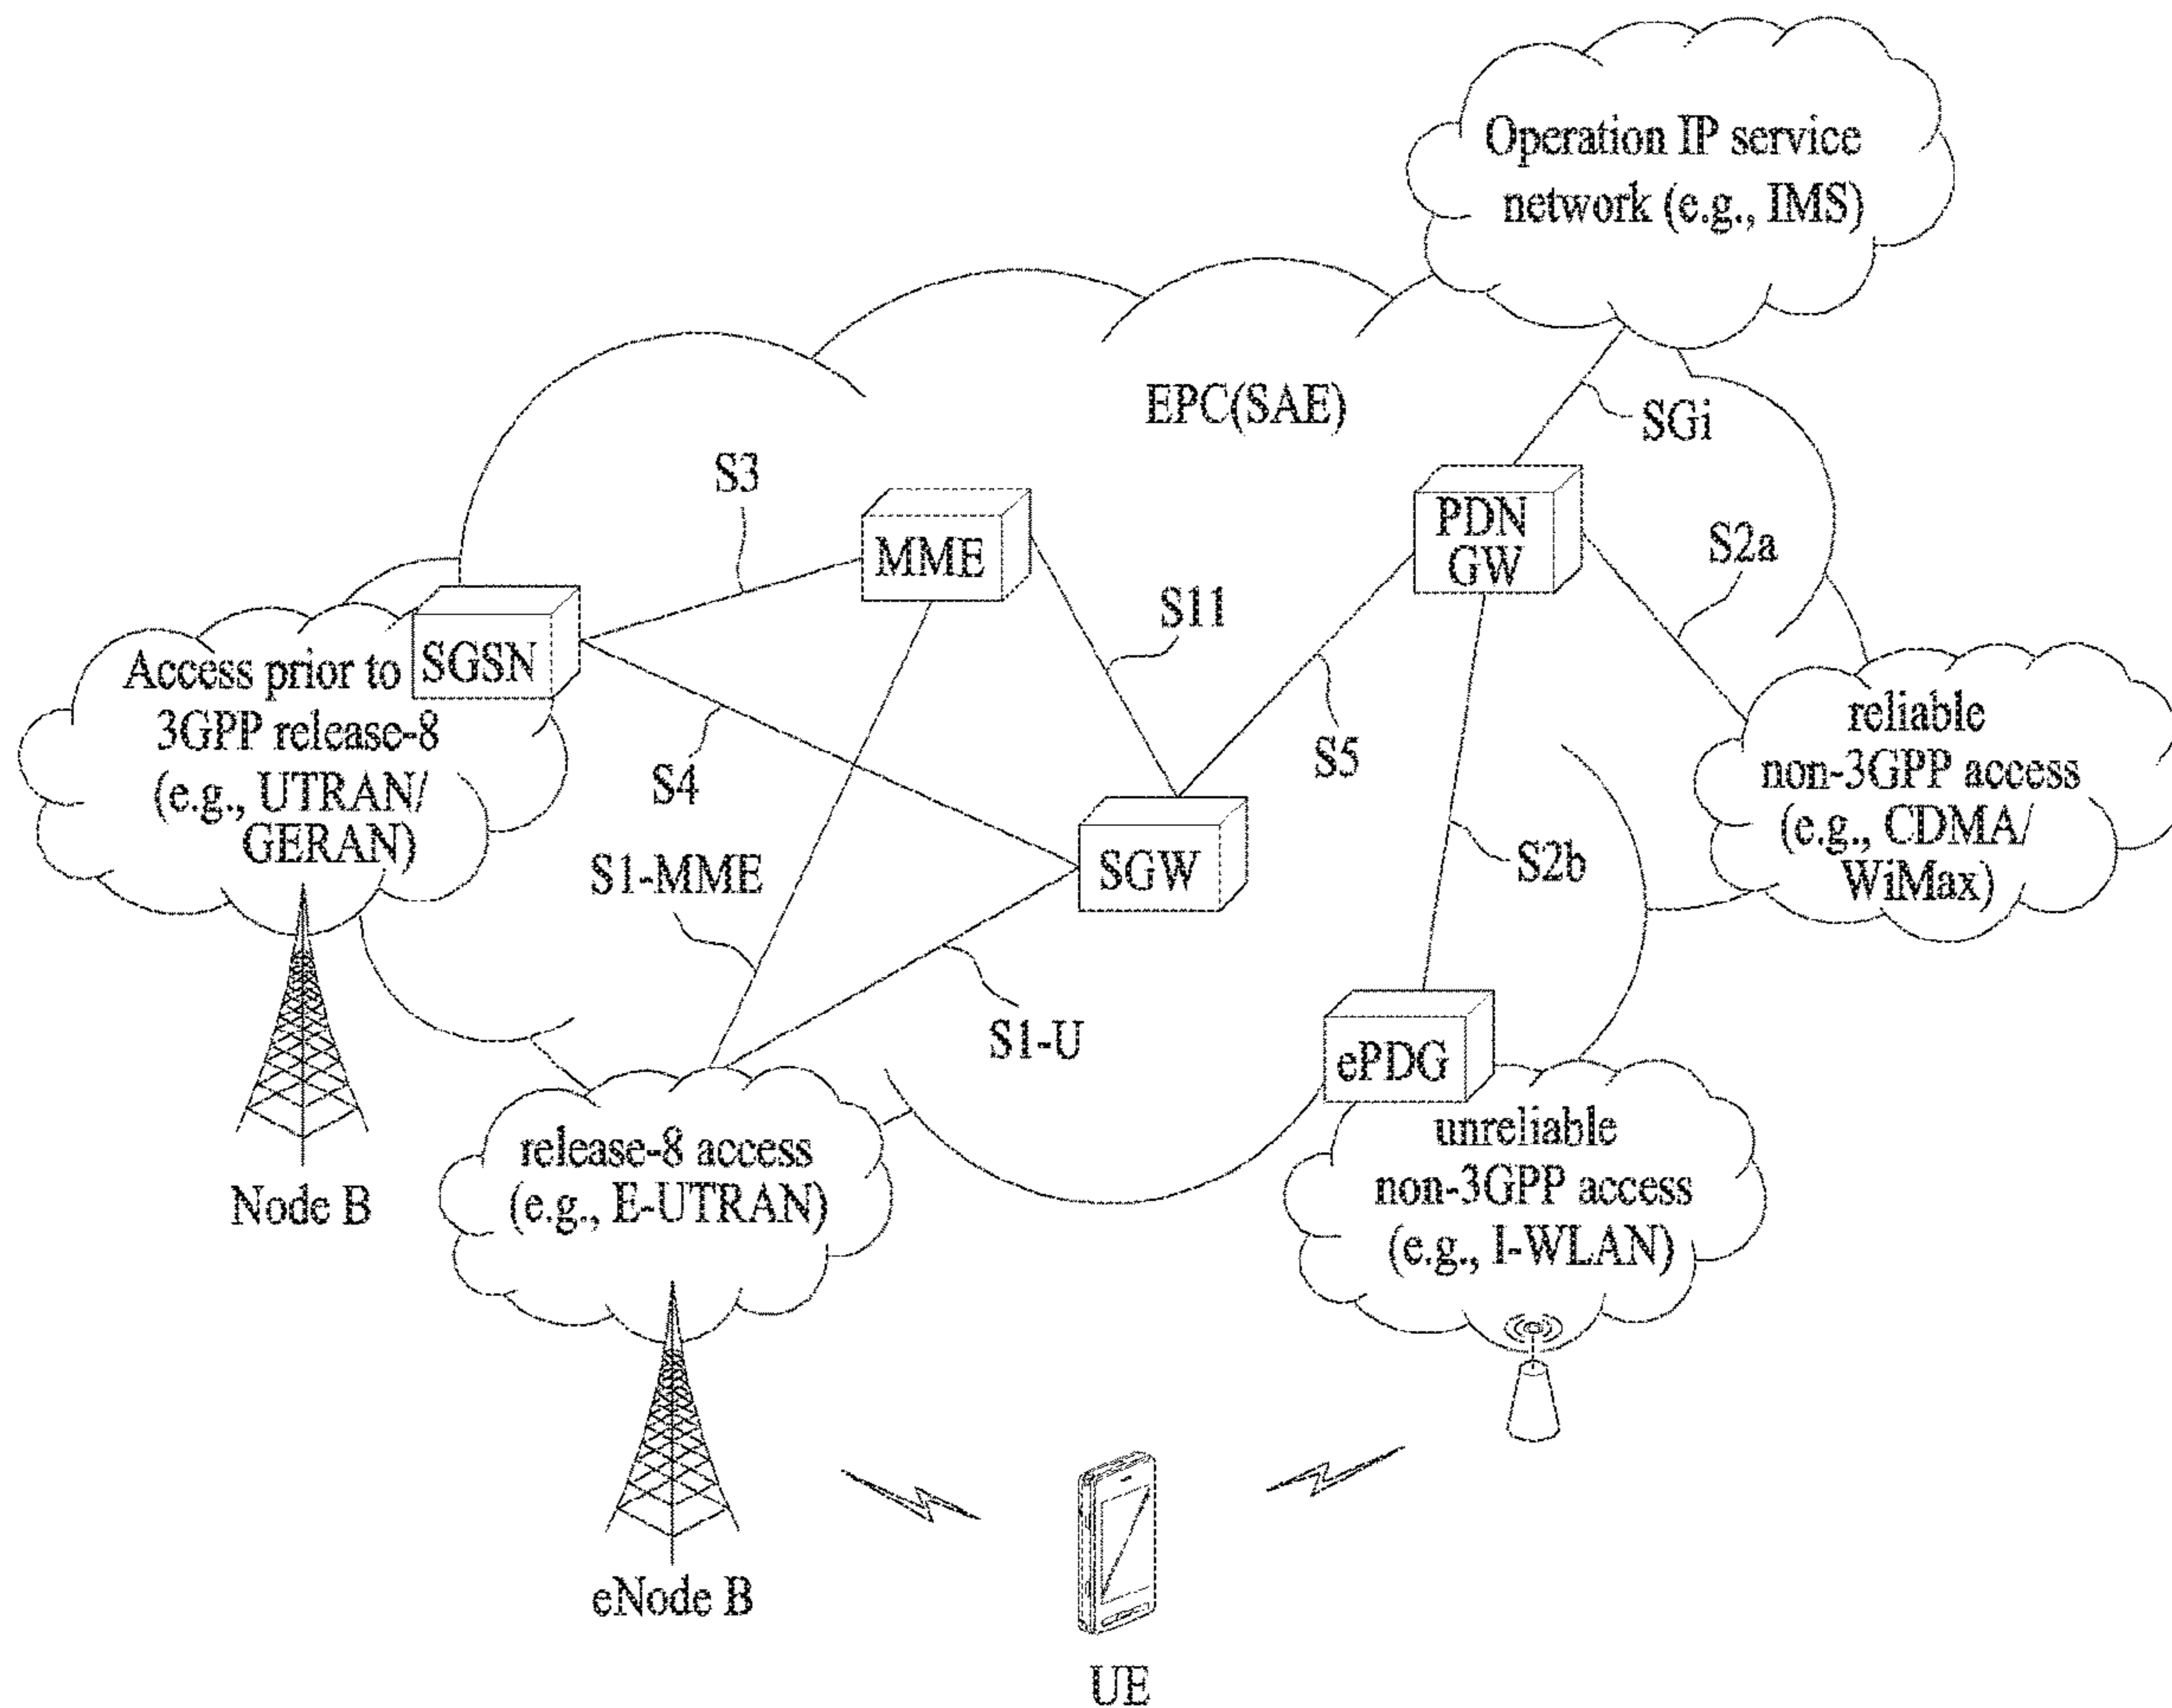 Operation IP service
network (e.g., IMS)
EPC(SAE)
SGi
S3
MME
PDN
GW
S2a
S11
SGSN
Access prior to
3GPP release-8
(e.g., UTRAN/
GERAN)
S4
S5
reliable
non-3GPP access
(e.g., CDMA/
WiMax)
S1-MME
SGW
S2b
S1-U
ePDG
Node B
release-8 access
(e.g., E-UTRAN)
unreliable
non-3GPP access
(e.g., I-WLAN)
eNode B
UE